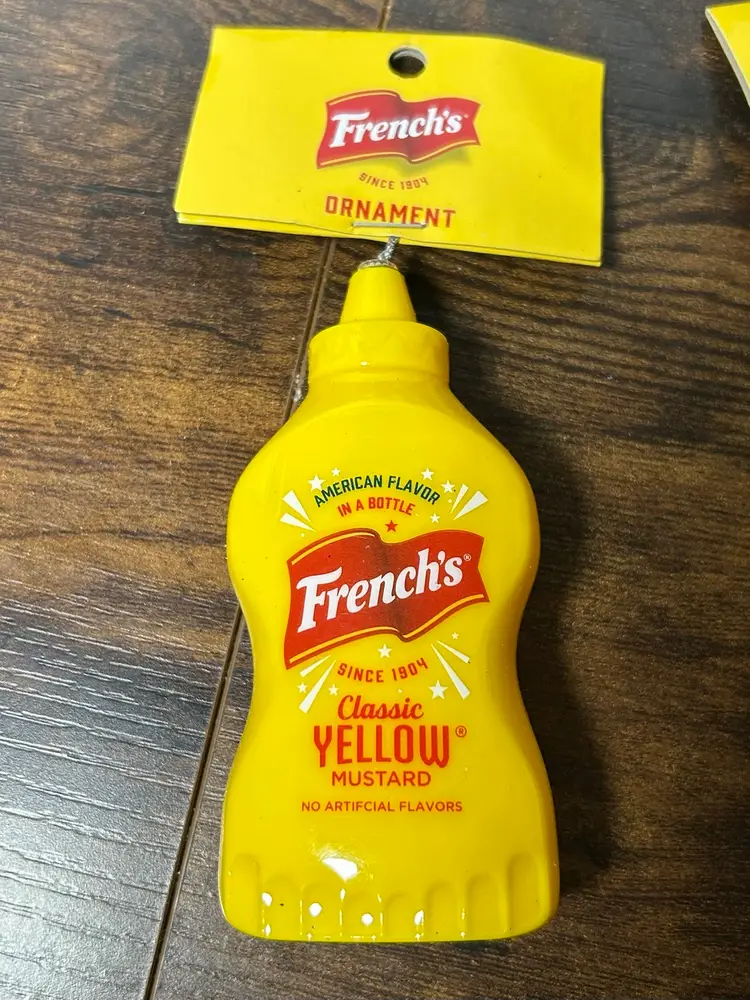 French's
SINCE 1904
ORNAMENT
AMERICAN FLAVOR
IN A BOTTLE
French's®
SINCE 1904
Classic
YELLOW®
MUSTARD
NO ARTIFCIAL FLAVORS